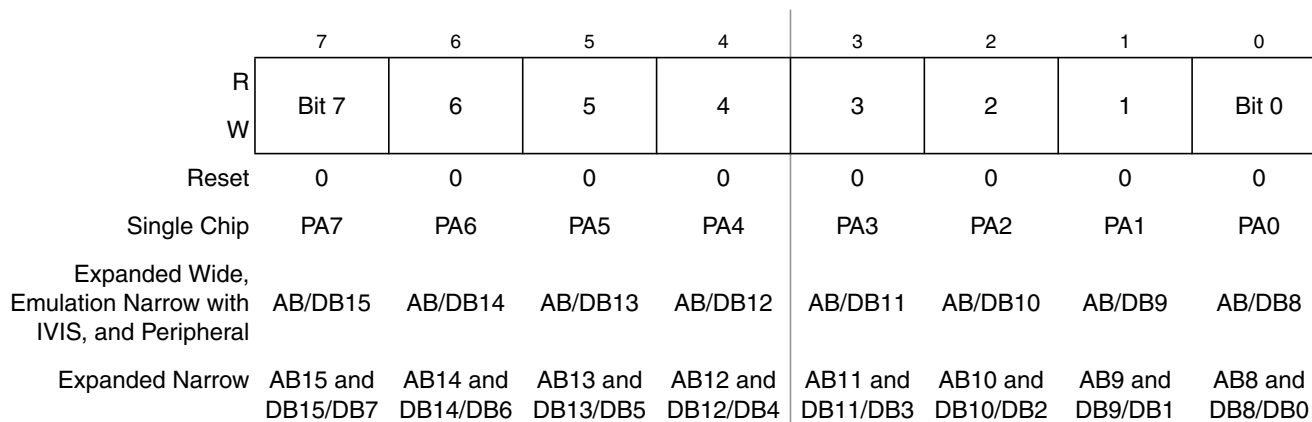 7 6 5 4 3 2 1 0
R
W
Bit 7 6 5 4 3 2 1 Bit 0
Reset 0 0 0 0 0 0 0 0
Single Chip PA7 PA6 PA5 PA4 PA3 PA2 PA1 PA0
Expanded Wide,
Emulation Narrow with AB/DB15 AB/DB14 AB/DB13 AB/DB12 AB/DB11 AB/DB10 AB/DB9 AB/DB8
IVIS, and Peripheral
Expanded Narrow AB15 and AB14 and AB13 and AB12 and AB11 and AB10 and AB9 and AB8 and
DB15/DB7 DB14/DB6 DB13/DB5 DB12/DB4 DB11/DB3 DB10/DB2 DB9/DB1 DB8/DB0